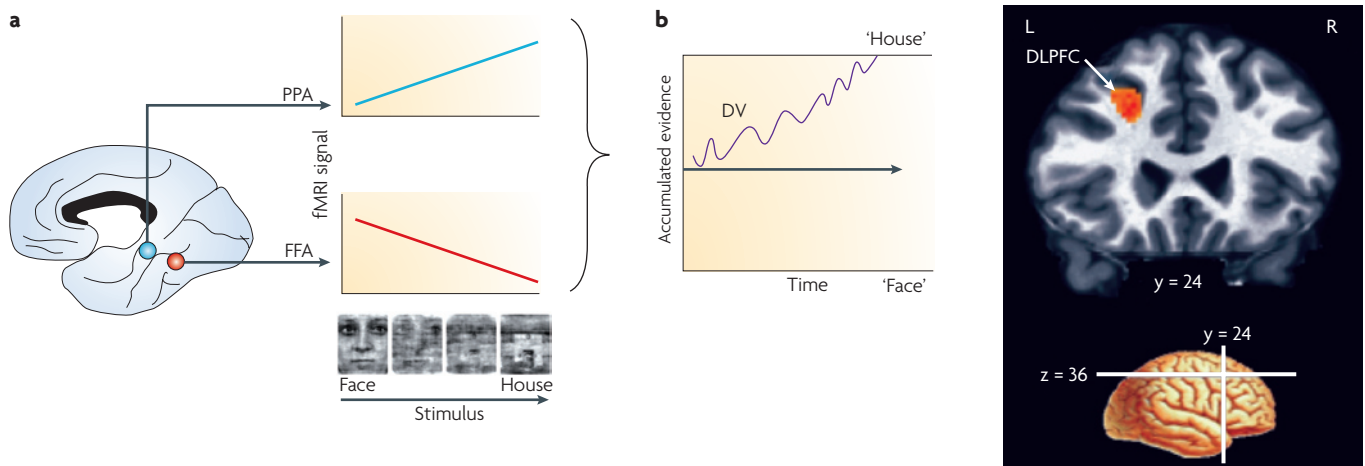 a
PPA
fMRI signal
FFA
Face
House
Stimulus
b
'House'
DV
Accumulated evidence
Time
'Face'
L
R
DLPFC
y = 24
y = 24
z = 36